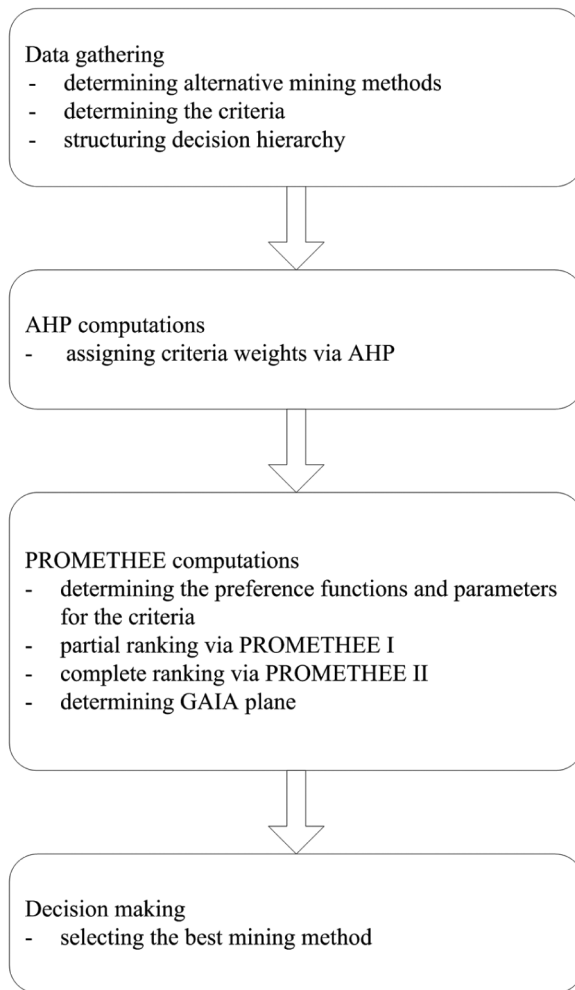 Data gathering
- determining alternative mining methods
- determining the criteria
- structuring decision hierarchy
AHP computations
- assigning criteria weights via AHP
PROMETHEE computations
- determining the preference functions and parameters
for the criteria
- partial ranking via PROMETHEE I
- complete ranking via PROMETHEE II
- determining GAIA plane
Decision making
- selecting the best mining method